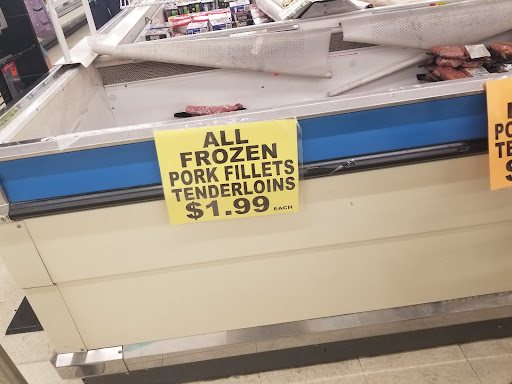 ALL
FROZEN
PORK FILLETS
TENDERLOINS
$1.99 EACH